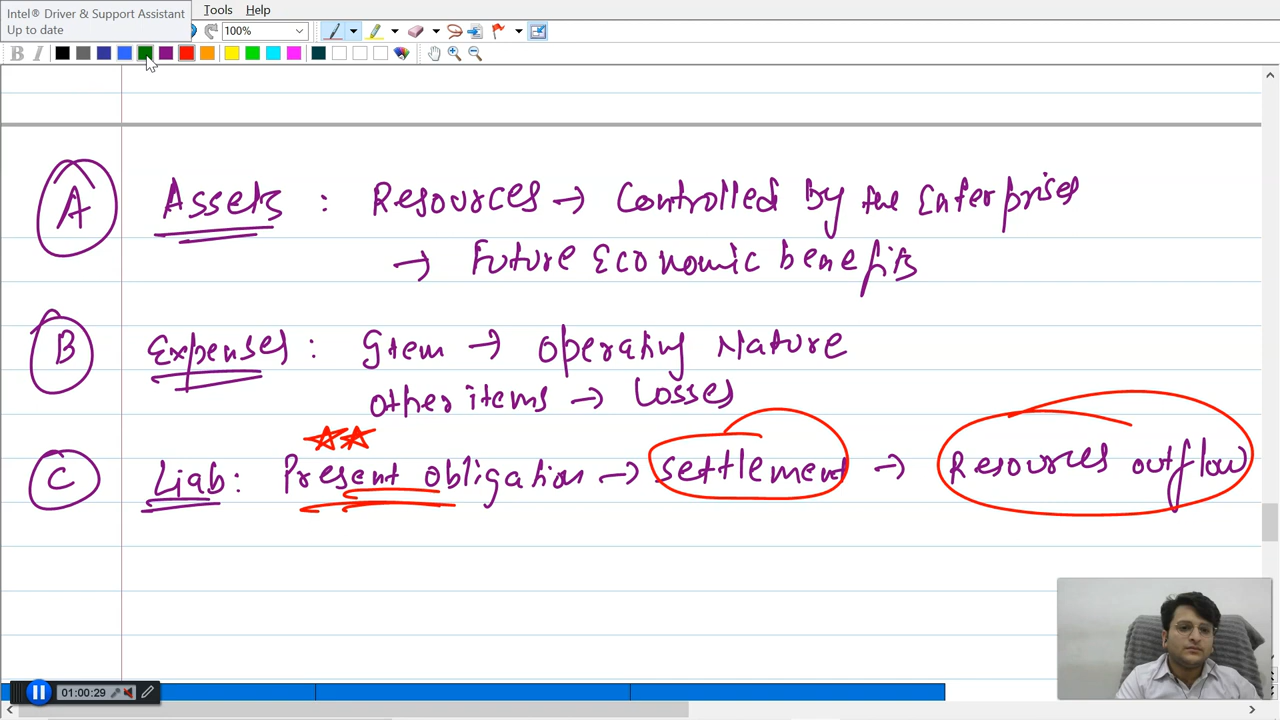 Intel® Driver & Support Assistant
Up to date
Tools Help
100%
B I
A Assets : Resources → Controlled By the Enterprises
→ Future Economic benefits
B Expenses : Item → Operating Nature
other items → Losses
C Liab : Present obligation → Settlement → Resources outflow
01:00:29